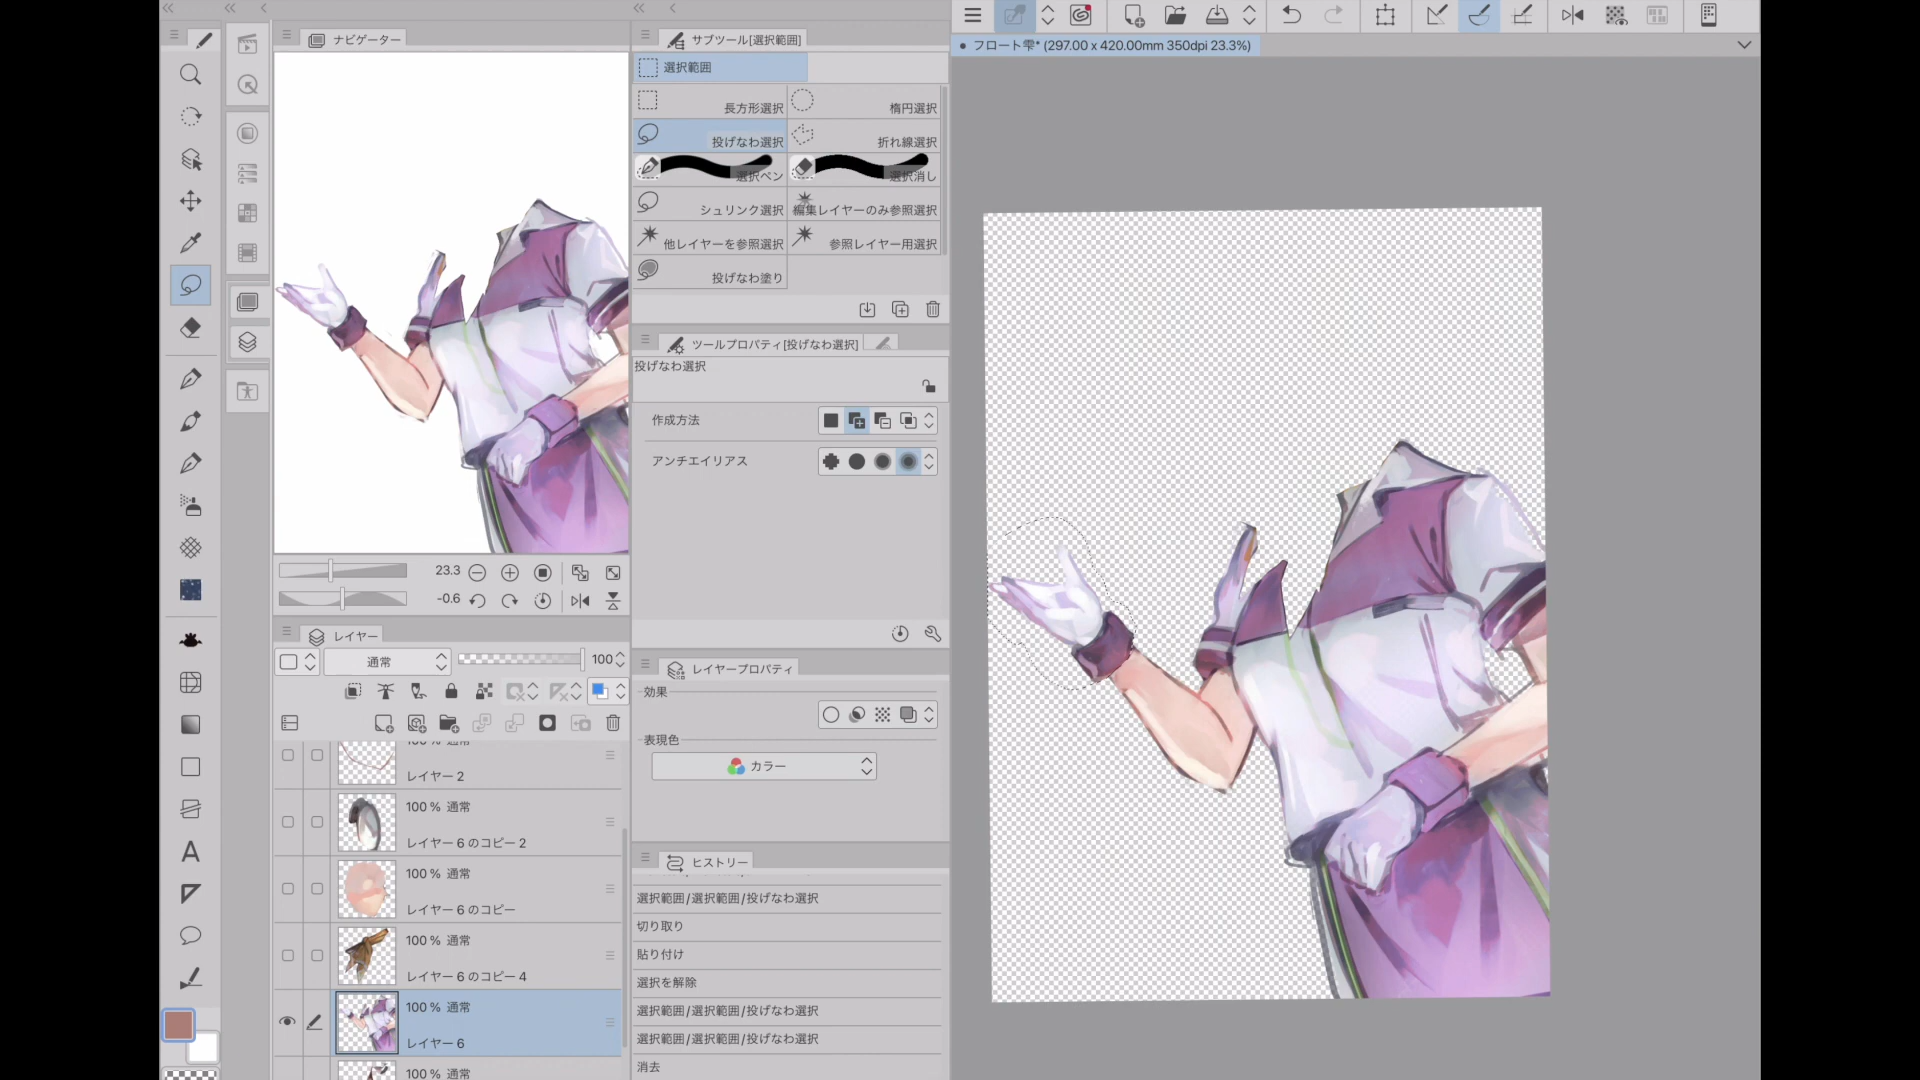 ナビゲーター
23.3
-0.6
レイヤー
通常
100
レイヤー 2
100 % 通常
レイヤー 6 のコピー 2
100 % 通常
レイヤー 6 のコピー
100 % 通常
レイヤー 6 のコピー 4
100 % 通常
レイヤー 6
100 % 通常
サブツール[選択範囲]
選択範囲
長方形選択
楕円選択
投げなわ選択
折れ線選択
選択ペン
選択消し
シュリンク選択
編集レイヤーのみ参照選択
他レイヤーを参照選択
参照レイヤー用選択
投げなわ塗り
ツールプロパティ[投げなわ選択]
投げなわ選択
作成方法
アンチエイリアス
レイヤープロパティ
効果
表現色
カラー
ヒストリー
選択範囲/選択範囲/投げなわ選択
切り取り
貼り付け
選択を解除
選択範囲/選択範囲/投げなわ選択
選択範囲/選択範囲/投げなわ選択
消去
フロート雫* (297.00 x 420.00mm 350dpi 23.3%)